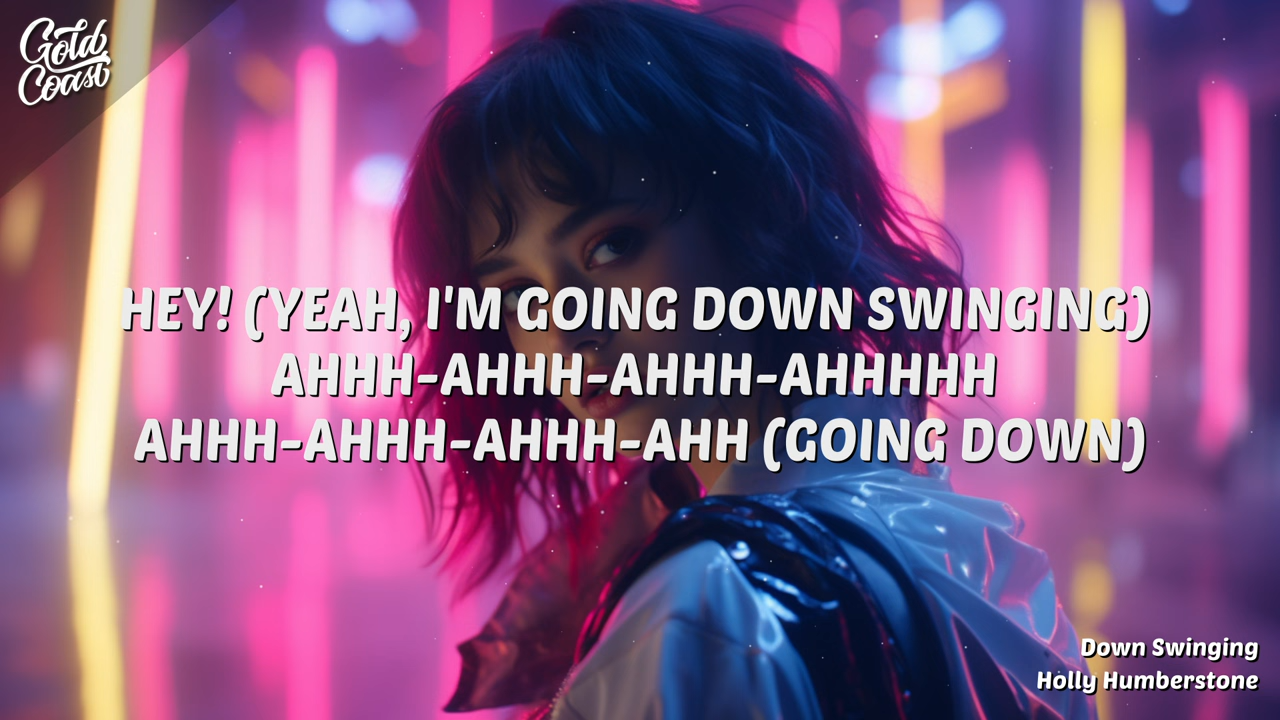 Gold
Coast
HEY! (YEAH, I'M GOING DOWN SWINGING)
AHHH-AHHH-AHHH-AHHHHH
AHHH-AHHH-AHHH-AHH (GOING DOWN)
Down Swinging
Holly Humberstone